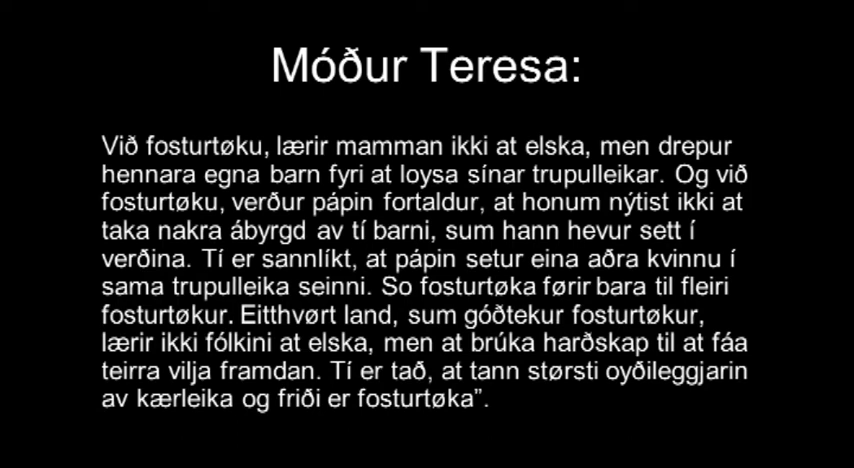 Móður Teresa:
Við fosturtøku, lærir mamman ikki at elska, men drepur
hennara egna barn fyri at loysa sínar trupulleikar. Og við
fosturtøku, verður pápin fortaldur, at honum nýtist ikki at
taka nakra ábyrgd av tí barni, sum hann hevur sett í
verðina. Tí er sannlíkt, at pápin setur eina aðra kvinnu í
sama trupulleika seinni. So fosturtøka førir bara til fleiri
fosturtøkur. Eitthvørt land, sum góðtekur fosturtøkur,
lærir ikki fólkini at elska, men at brúka harðskap til at fáa
teirra vilja framdan. Tí er tað, at tann størsti oyðileggjarin
av kærleika og friði er fosturtøka”.